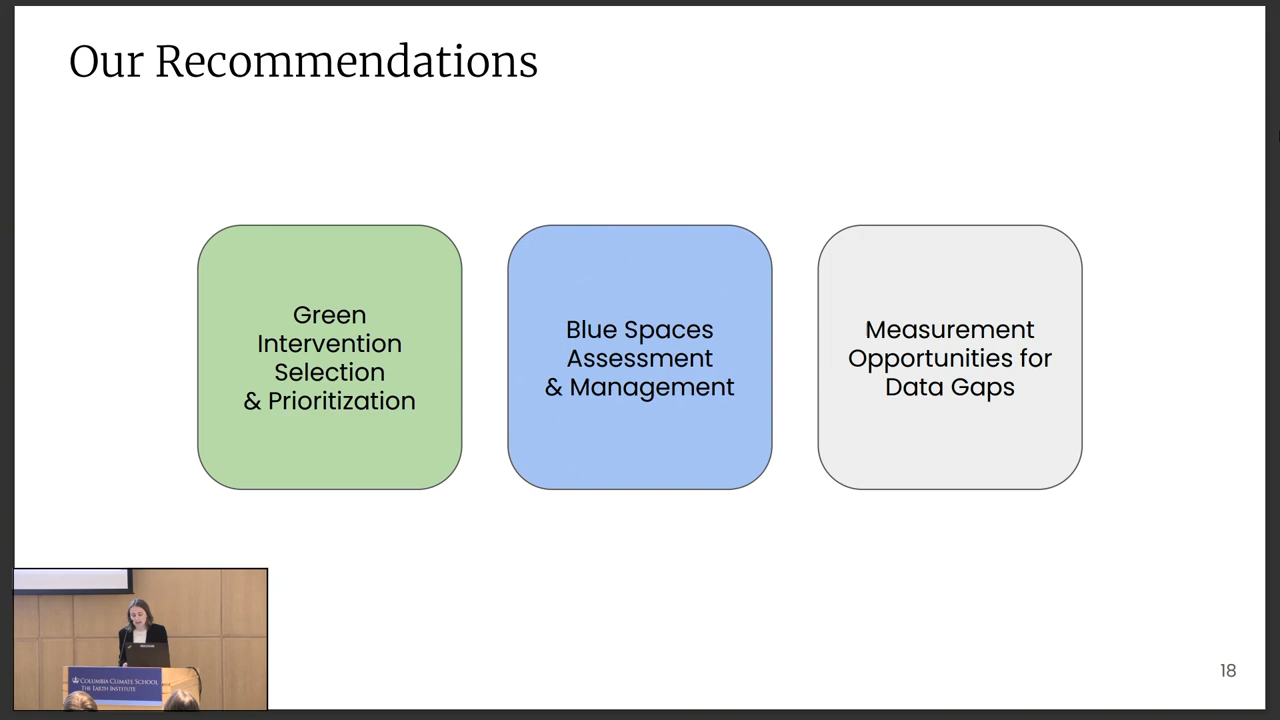 Our Recommendations
Green
Intervention
Selection
& Prioritization
Blue Spaces
Assessment
& Management
Measurement
Opportunities for
Data Gaps
COLUMBIA CLIMATE SCHOOL
THE EARTH INSTITUTE
18